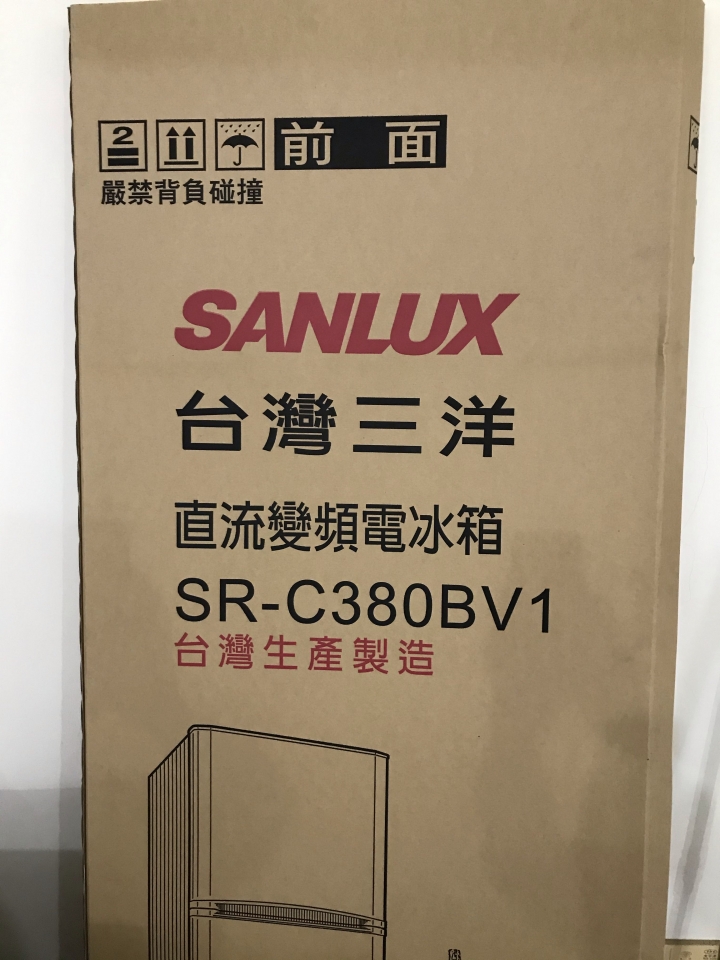 2
前 面
嚴禁背負碰撞
SANLUX
台灣三洋
直流變頻電冰箱
SR-C380BV1
台灣生產製造